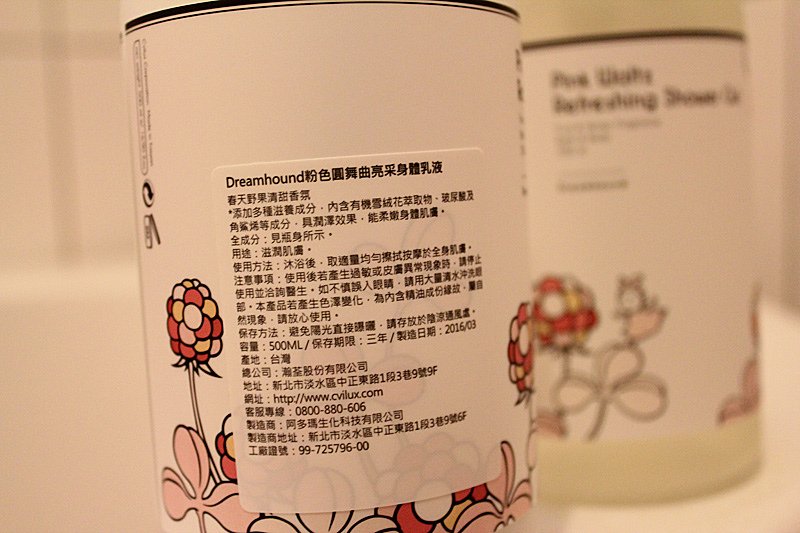 Dreamhound粉色圓舞曲亮采身體乳液
春天野果清甜香氛
*添加多種滋養成分，內含有機雪絨花萃取物、玻尿酸及
角鯊烯等成分，具潤澤效果，能柔嫩身體肌膚。
全成分：見瓶身所示。
用途：滋潤肌膚。
使用方法：沐浴後，取適量均勻擦拭按摩於全身肌膚。
注意事項：使用後若產生過敏或皮膚異常現象時，請停止
使用並洽詢醫生。如不慎誤入眼睛，請用大量清水沖洗眼
部。本產品若產生色澤變化，為內含精油成份緣故，屬自
然現象，請放心使用。
保存方法：避免陽光直接曝曬，請存放於陰涼通風處。
容量：500ML / 保存期限：三年 / 製造日期：2016/03
產地：台灣
總公司：瀚荃股份有限公司
地址：新北市淡水區中正東路1段3巷9號9F
網址：http://www.cvilux.com
客服專線：0800-880-606
製造商：阿多瑪生化科技有限公司
製造商地址：新北市淡水區中正東路1段3巷9號6F
工廠證號：99-725796-00
Pink Waltz
Refreshing Shower